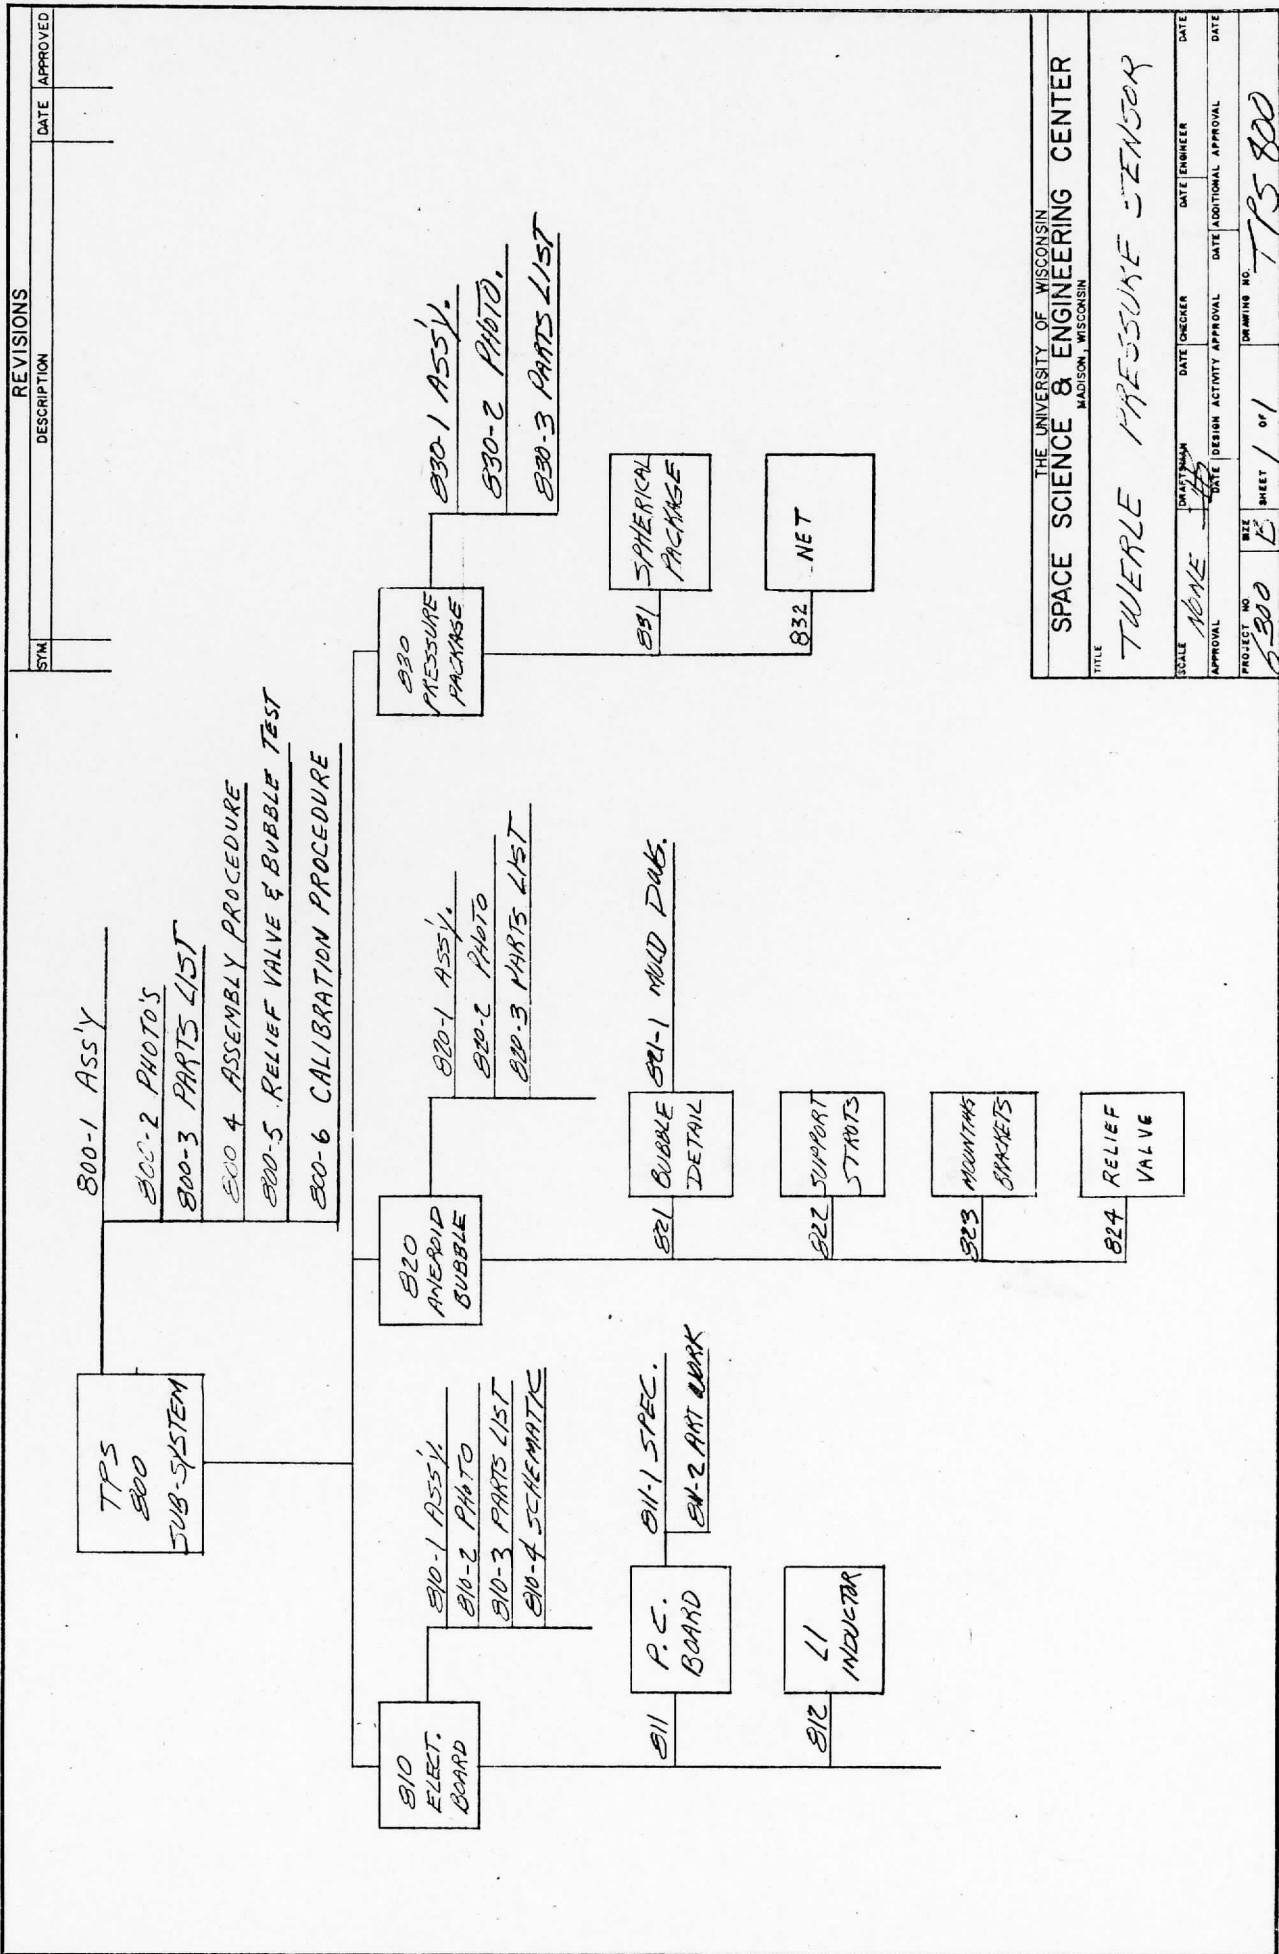 REVISIONS
SYM DESCRIPTION DATE APPROVED
TPS
800
SUB-SYSTEM
800-1 ASS'Y
800-2 PHOTO'S
800-3 PARTS LIST
800 4 ASSEMBLY PROCEDURE
800-5 RELIEF VALVE & BUBBLE TEST
800-6 CALIBRATION PROCEDURE
810
ELECT.
BOARD
810-1 ASS'Y.
810-2 PHOTO
810-3 PARTS LIST
810-4 SCHEMATIC
811
P.C.
BOARD
811-1 SPEC.
811-2 ART WORK
812
L1
INDUCTOR
820
ANEROID
BUBBLE
820-1 ASS'Y.
820-2 PHOTO
820-3 PARTS LIST
821
BUBBLE
DETAIL
821-1 MOLD DWG.
822
SUPPORT
STRUTS
823
MOUNTING
BRACKETS
824
RELIEF
VALVE
830
PRESSURE
PACKAGE
830-1 ASS'Y.
830-2 PHOTO.
830-3 PARTS LIST
831
SPHERICAL
PACKAGE
832
NET
THE UNIVERSITY OF WISCONSIN
SPACE SCIENCE & ENGINEERING CENTER
MADISON, WISCONSIN
TITLE
TWERLE PRESSURE SENSOR
SCALE NONE DRAFTSMAN DATE CHECKER DATE ENGINEER DATE
APPROVAL DATE DESIGN ACTIVITY APPROVAL DATE ADDITIONAL APPROVAL DATE
PROJECT NO. 6300 SIZE B SHEET 1 OF 1 DRAWING NO. TPS 800